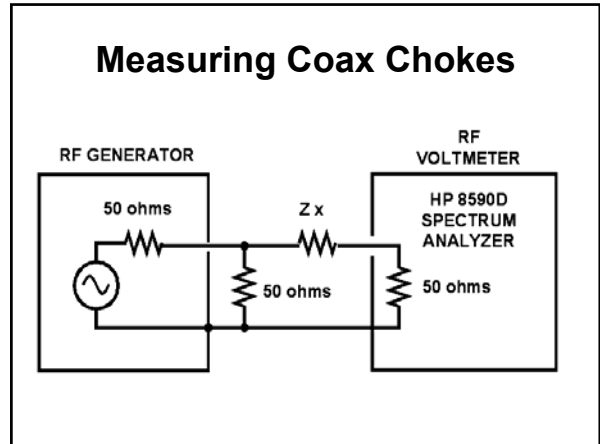 Measuring Coax Chokes
RF GENERATOR
RF
VOLTMETER
50 ohms
Z x
HP 8590D
SPECTRUM
ANALYZER
50 ohms
50 ohms